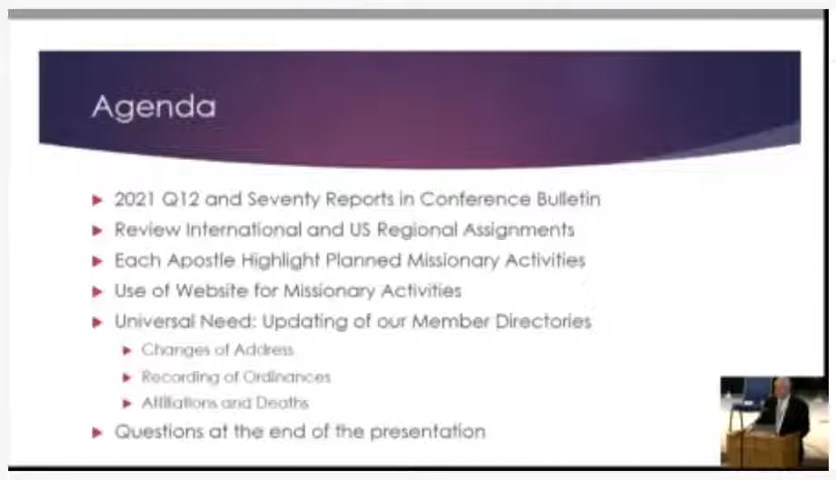 Agenda
2021 Q12 and Seventy Reports in Conference Bulletin
Review International and US Regional Assignments
Each Apostle Highlight Planned Missionary Activities
Use of Website for Missionary Activities
Universal Need: Updating of our Member Directories
Changes of Address
Recording of Ordinances
Affiliations and Deaths
Questions at the end of the presentation